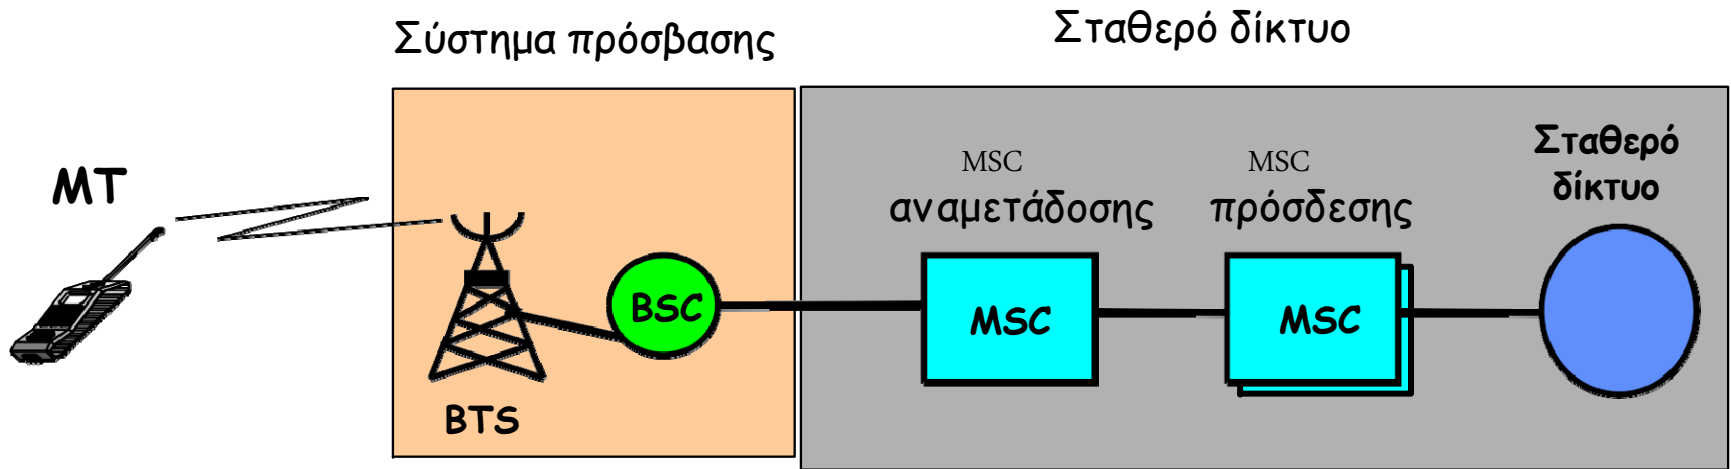 Σύστημα πρόσβασης
Σταθερό δίκτυο
MT
BTS
BSC
MSC
αναμετάδοσης
MSC
MSC
πρόσδεσης
MSC
Σταθερό
δίκτυο